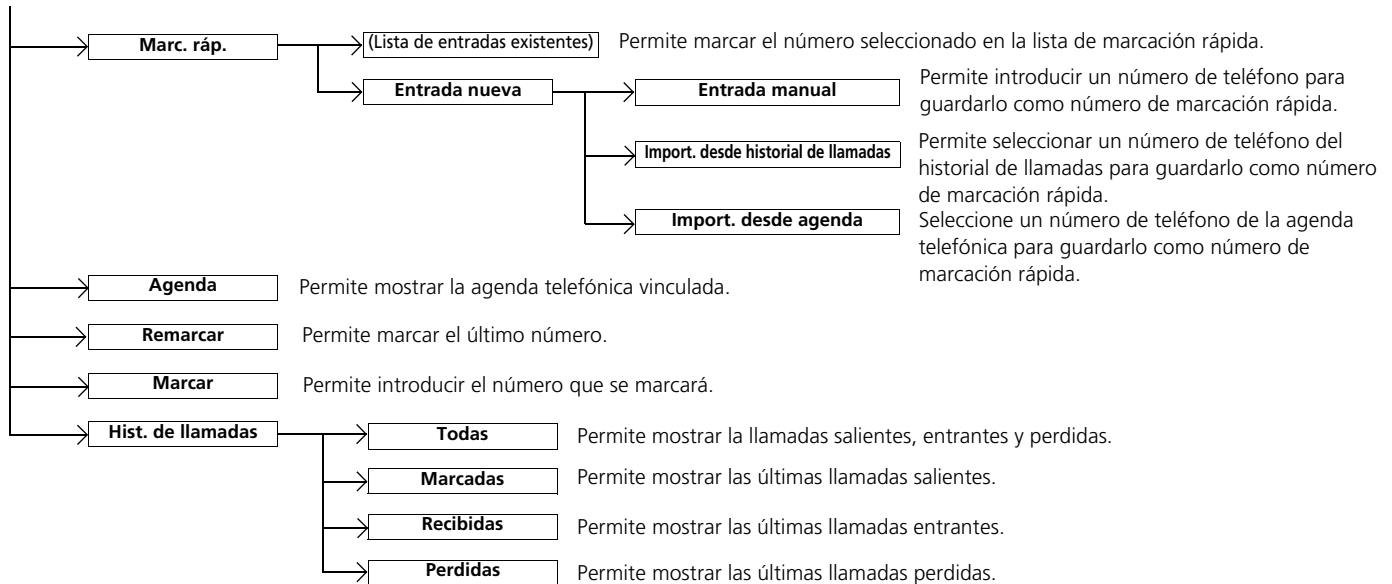 Marc. ráp.
(Lista de entradas existentes)
Permite marcar el número seleccionado en la lista de marcación rápida.
Entrada nueva
Entrada manual
Permite introducir un número de teléfono para
guardarlo como número de marcación rápida.
Import. desde historial de llamadas
Permite seleccionar un número de teléfono del
historial de llamadas para guardarlo como número
de marcación rápida.
Import. desde agenda
Seleccione un número de teléfono de la agenda
telefónica para guardarlo como número de
marcación rápida.
Agenda
Permite mostrar la agenda telefónica vinculada.
Remarcar
Permite marcar el último número.
Marcar
Permite introducir el número que se marcará.
Hist. de llamadas
Todas
Permite mostrar la llamadas salientes, entrantes y perdidas.
Marcadas
Permite mostrar las últimas llamadas salientes.
Recibidas
Permite mostrar las últimas llamadas entrantes.
Perdidas
Permite mostrar las últimas llamadas perdidas.